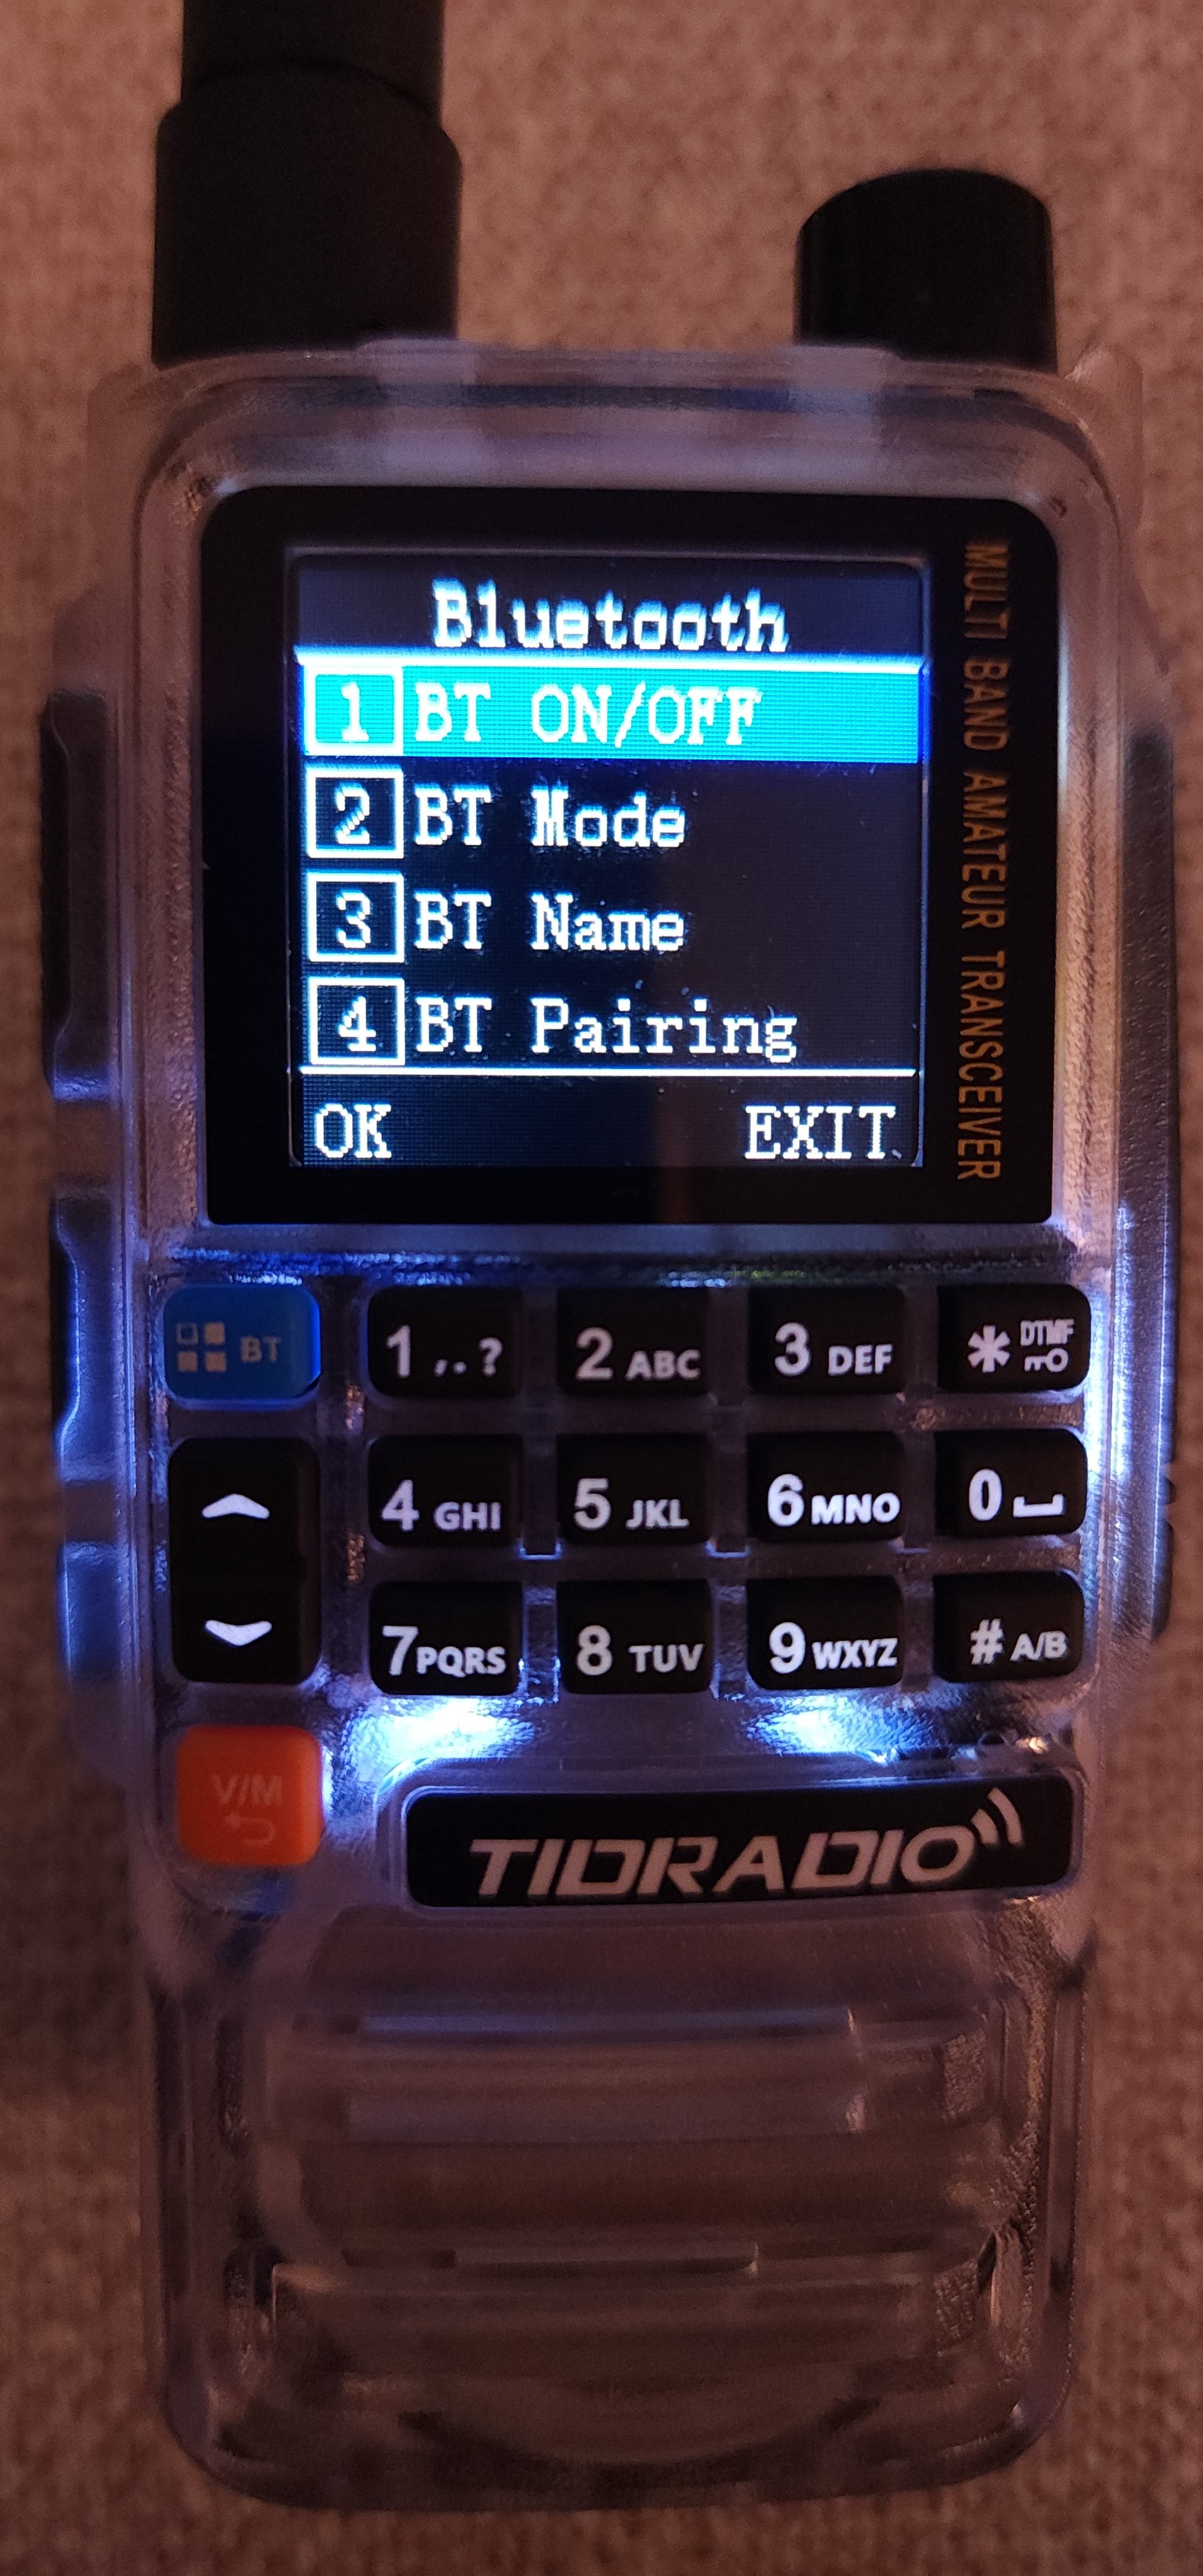 Bluetooth
1 BT ON/OFF
2 BT Mode
3 BT Name
4 BT Pairing
OK EXIT
MULTI BAND AMATEUR TRANSCEIVER
BT 1 ,.? 2 ABC 3 DEF * DTMF
4 GHI 5 JKL 6 MNO 0
7 PQRS 8 TUV 9 WXYZ # A/B
V/M
TIDRADIO